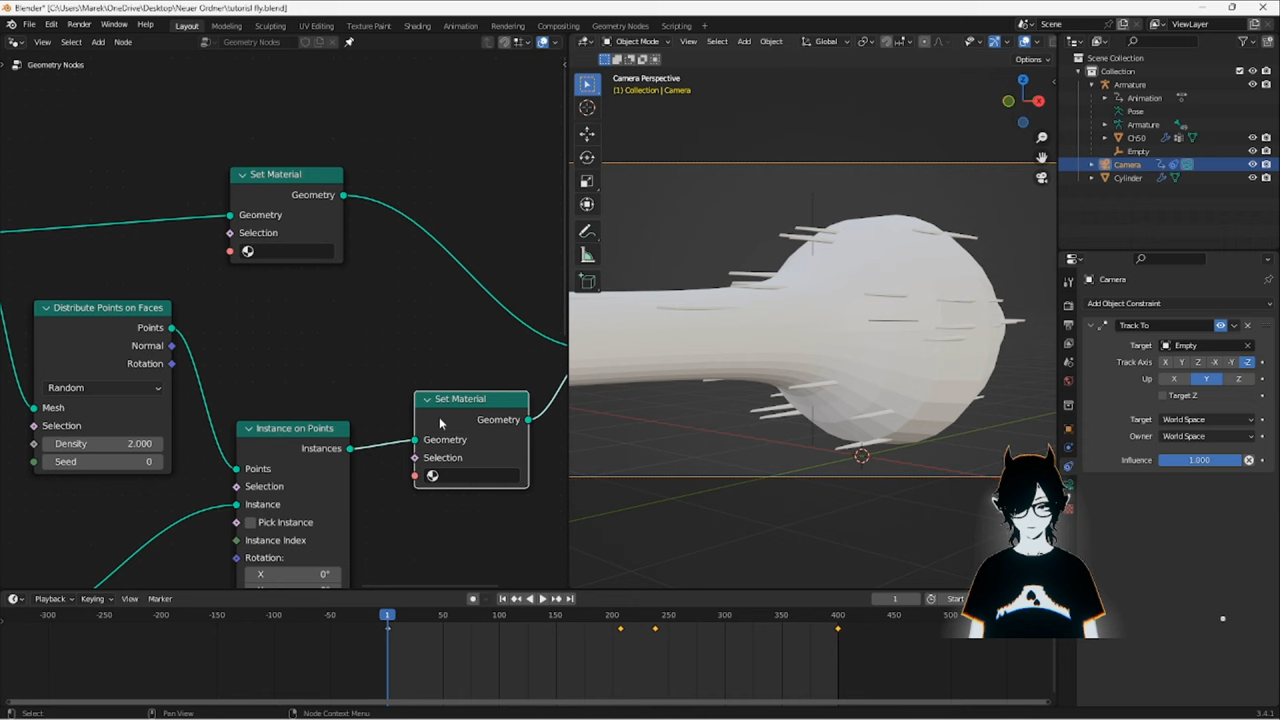 Blender* [C:\Users\Marek\OneDrive\Desktop\Neuer Ordner\tutorisl fly.blend]
File Edit Render Window Help Layout Modeling Sculpting UV Editing Texture Paint Shading Animation Rendering Compositing Geometry Nodes Scripting + Scene ViewLayer
View Select Add Node Geometry Nodes Object Mode View Select Add Object Global
Geometry Nodes
Options
Camera Perspective
(1) Collection | Camera
Z
X
Scene Collection
Collection
Armature
Animation
Pose
Armature
Ch50
Empty
Camera
Cylinder
Set Material
Geometry
Geometry
Selection
Distribute Points on Faces
Points
Normal
Rotation
Random
Mesh
Selection
Density 2.000
Seed 0
Instance on Points
Instances
Points
Selection
Instance
Pick Instance
Instance Index
Rotation:
X 0°
Set Material
Geometry
Geometry
Selection
Camera
Add Object Constraint
Track To
Target Empty
Track Axis X Y Z -X -Y -Z
Up X Y Z
Target Z
Target World Space
Owner World Space
Influence 1.000
Playback Keying View Marker 1 Start
-300 -250 -200 -150 -100 -50 1 50 100 150 200 250 300 350 400 450 500
Select Pan View Node Context Menu 3.4.1